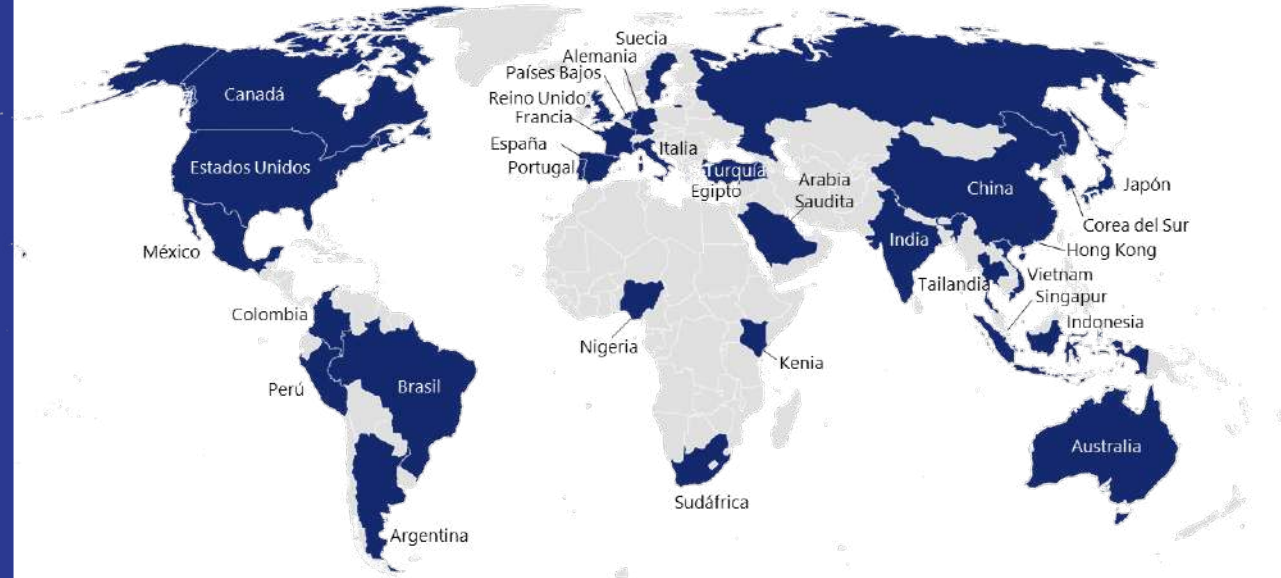 Suecia
Alemania
Países Bajos
Reino Unido
Francia
España
Portugal
Italia
Turquía
Egipto
Arabia
Saudita
Canadá
Estados Unidos
México
China
Japón
Corea del Sur
Hong Kong
India
Tailandia
Vietnam
Singapur
Indonesia
Colombia
Nigeria
Kenia
Perú
Brasil
Australia
Sudáfrica
Argentina